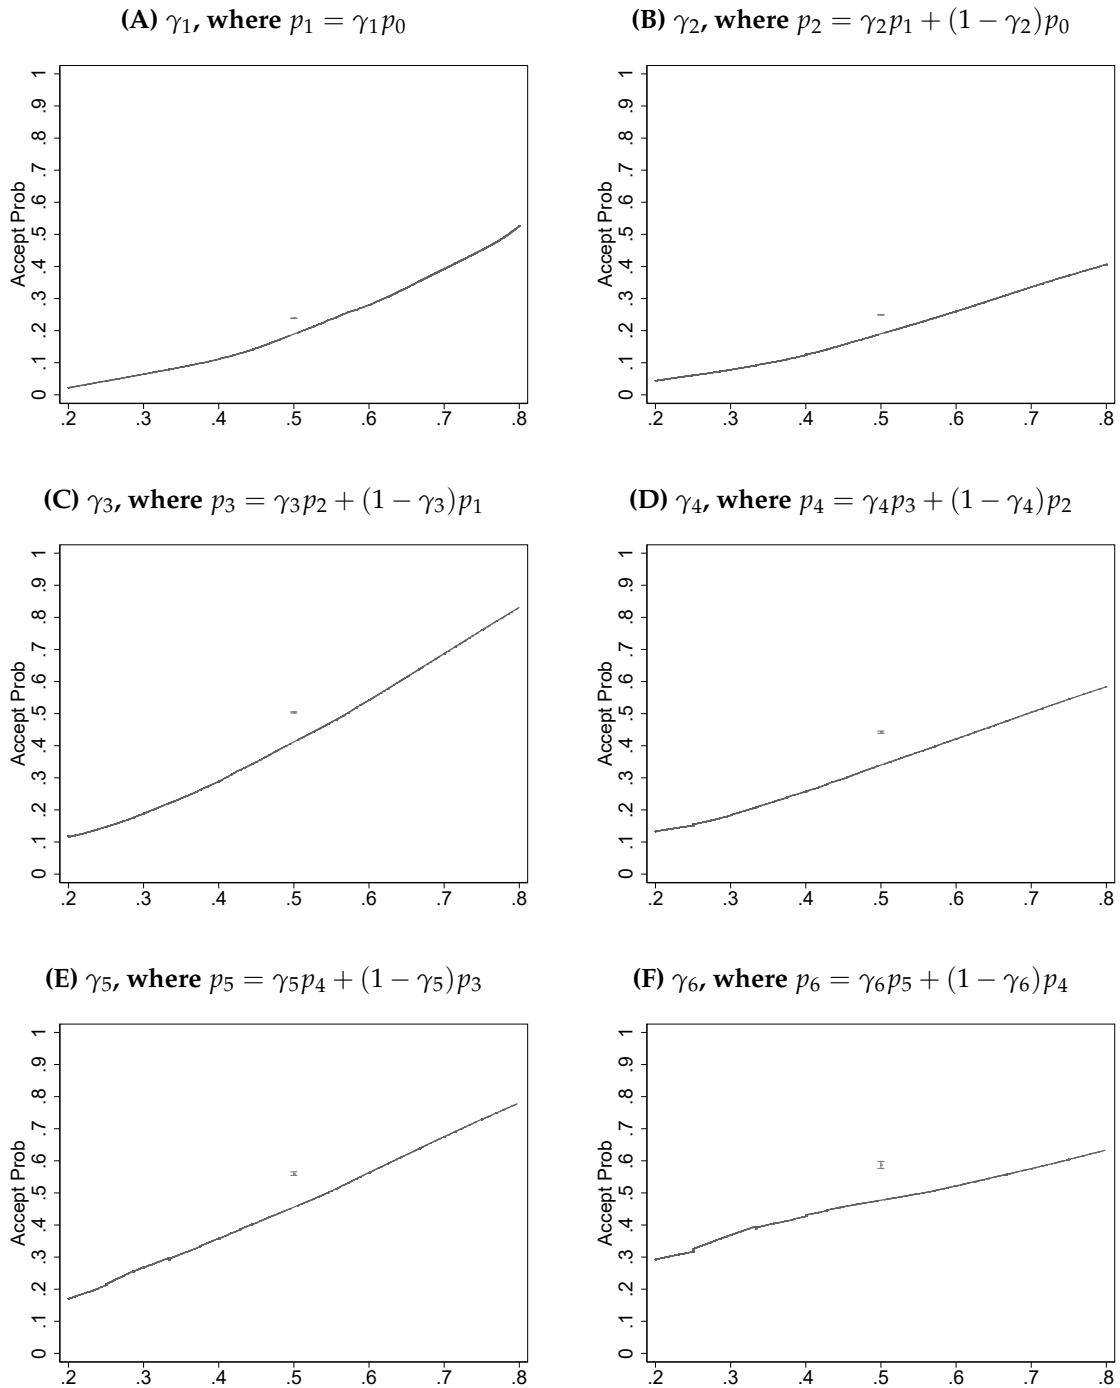 (A) γ₁, where p₁ = γ₁p₀
(B) γ₂, where p₂ = γ₂p₁ + (1 − γ₂)p₀
Accept Prob
0 .1 .2 .3 .4 .5 .6 .7 .8 .9 1
.2 .3 .4 .5 .6 .7 .8
Accept Prob
0 .1 .2 .3 .4 .5 .6 .7 .8 .9 1
.2 .3 .4 .5 .6 .7 .8
(C) γ₃, where p₃ = γ₃p₂ + (1 − γ₃)p₁
(D) γ₄, where p₄ = γ₄p₃ + (1 − γ₄)p₂
Accept Prob
0 .1 .2 .3 .4 .5 .6 .7 .8 .9 1
.2 .3 .4 .5 .6 .7 .8
Accept Prob
0 .1 .2 .3 .4 .5 .6 .7 .8 .9 1
.2 .3 .4 .5 .6 .7 .8
(E) γ₅, where p₅ = γ₅p₄ + (1 − γ₅)p₃
(F) γ₆, where p₆ = γ₆p₅ + (1 − γ₆)p₄
Accept Prob
0 .1 .2 .3 .4 .5 .6 .7 .8 .9 1
.2 .3 .4 .5 .6 .7 .8
Accept Prob
0 .1 .2 .3 .4 .5 .6 .7 .8 .9 1
.2 .3 .4 .5 .6 .7 .8